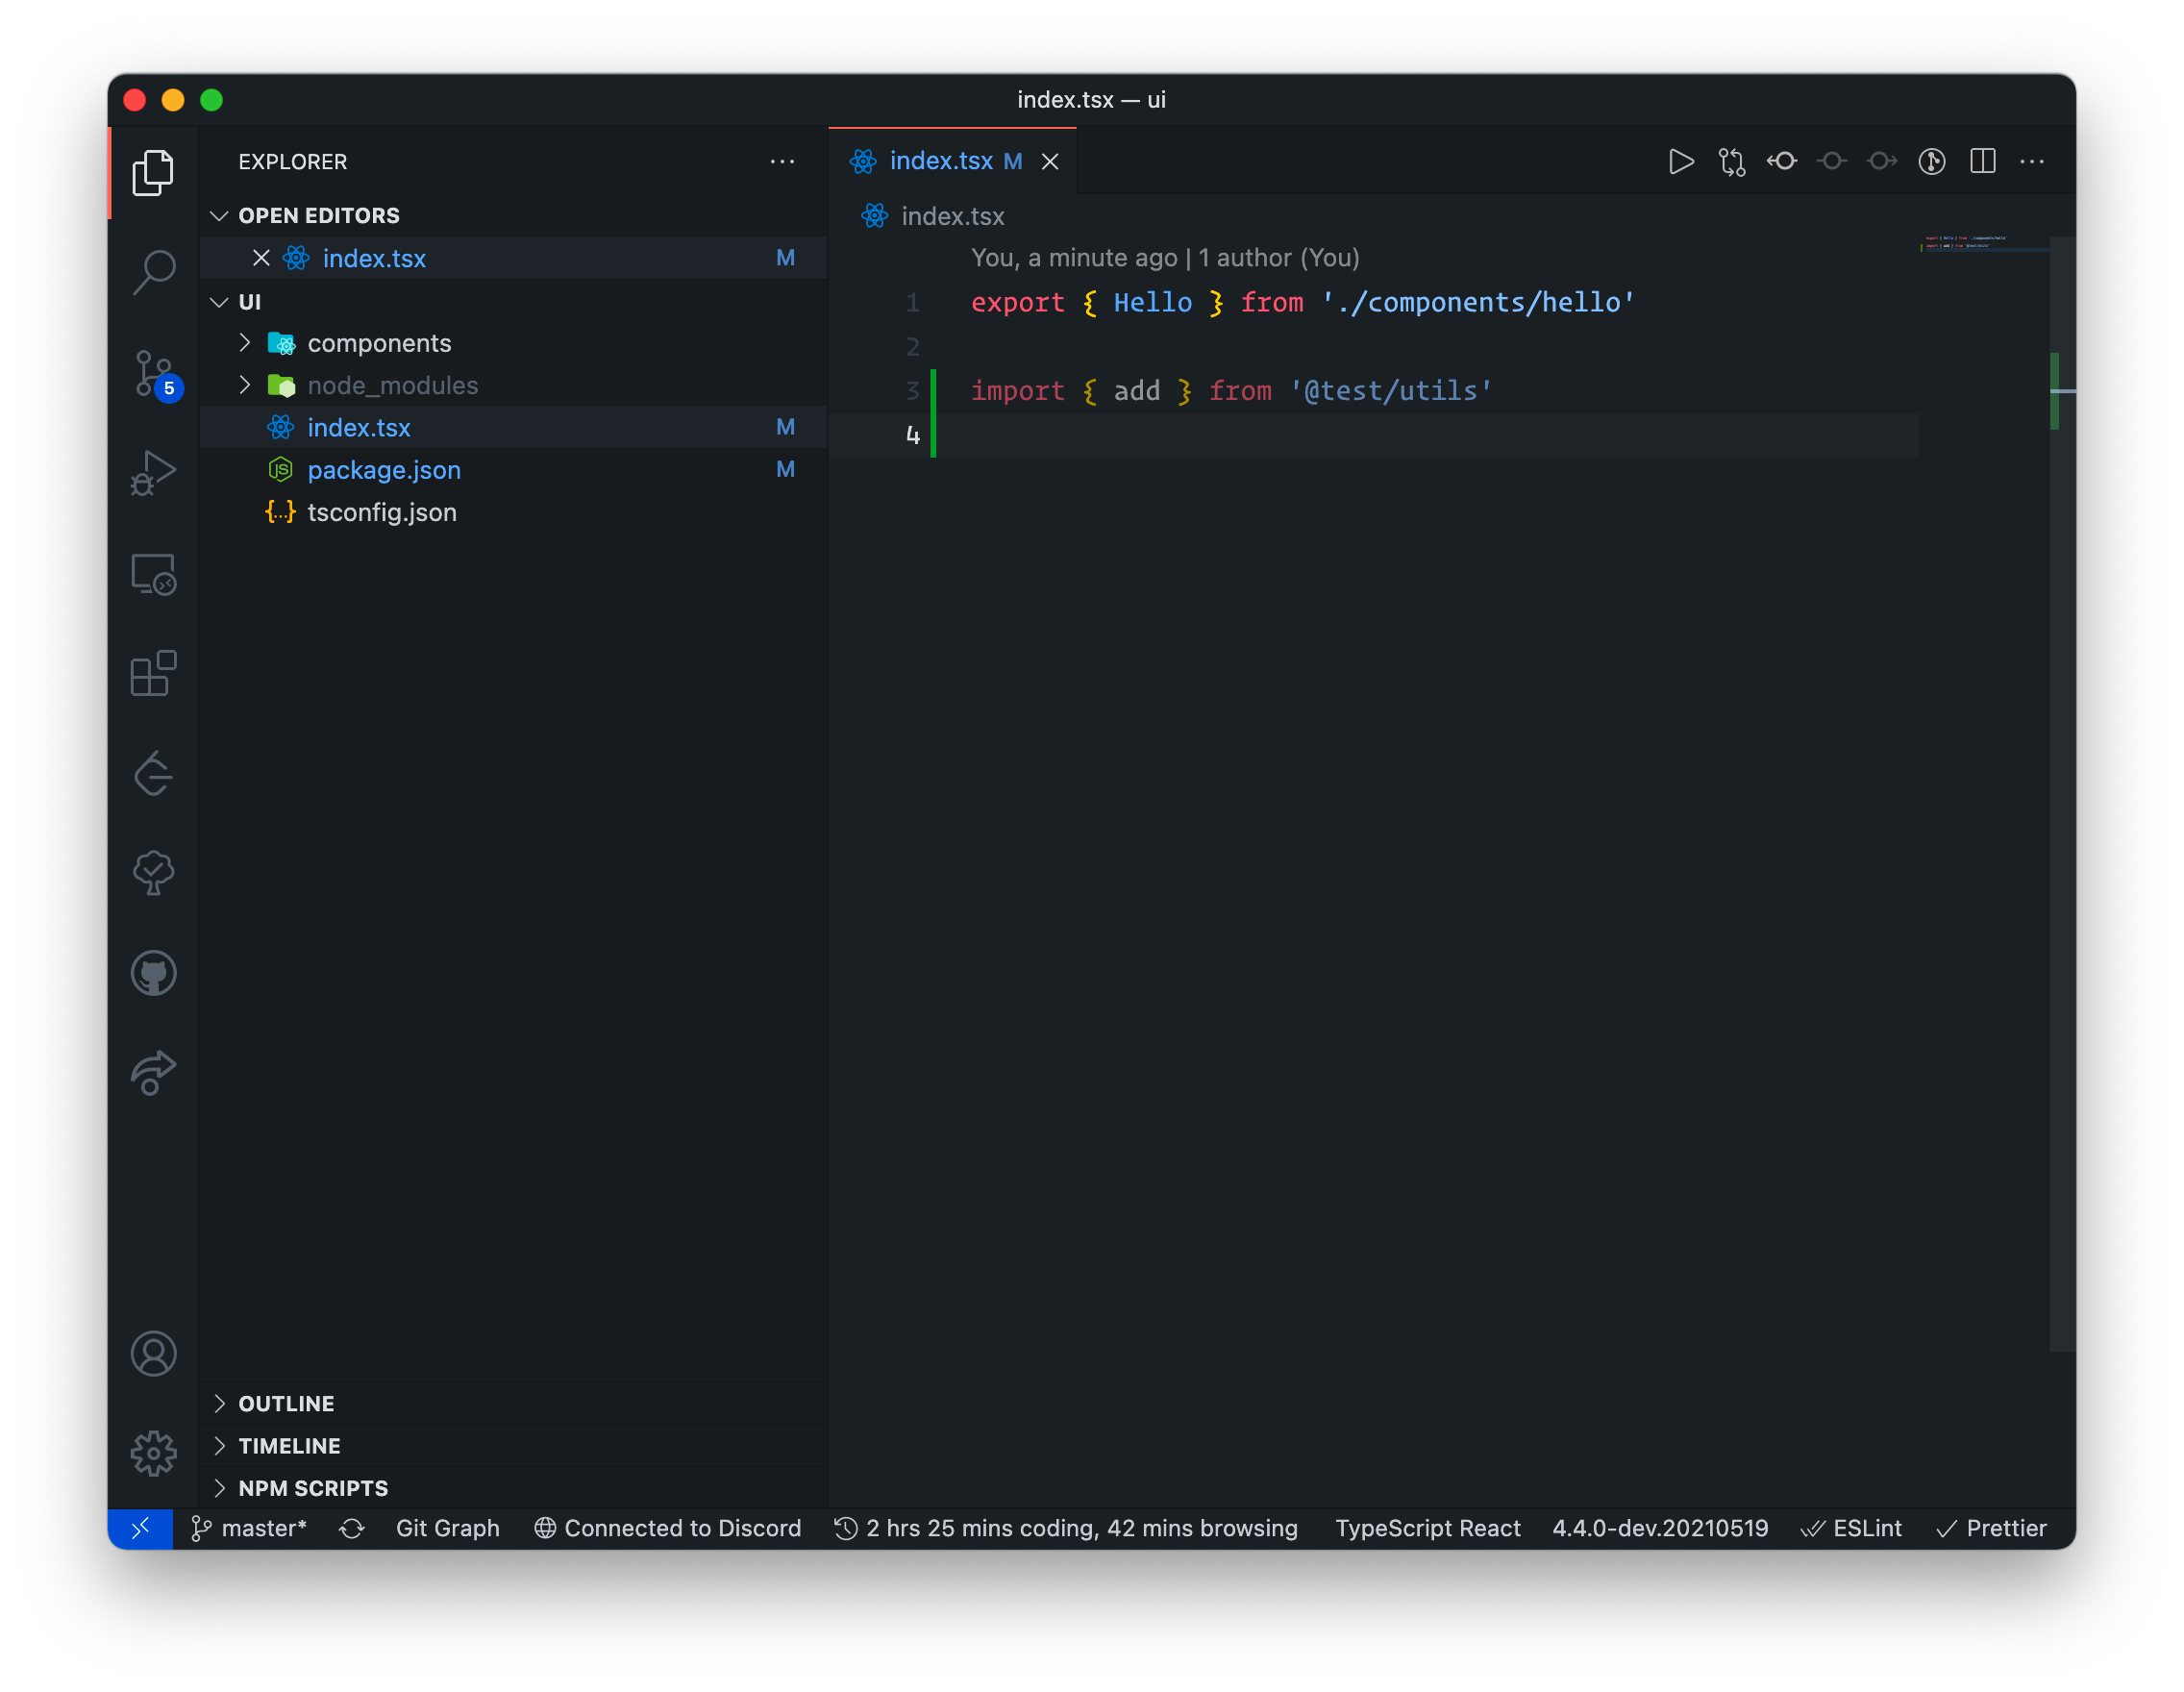 index.tsx — ui
EXPLORER
OPEN EDITORS
index.tsx M
UI
components
node_modules
index.tsx M
package.json M
tsconfig.json
OUTLINE
TIMELINE
NPM SCRIPTS
5
index.tsx M
index.tsx
You, a minute ago | 1 author (You)
1 export { Hello } from './components/hello'
2
3 import { add } from '@test/utils'
4
master* Git Graph Connected to Discord 2 hrs 25 mins coding, 42 mins browsing TypeScript React 4.4.0-dev.20210519 ESLint Prettier